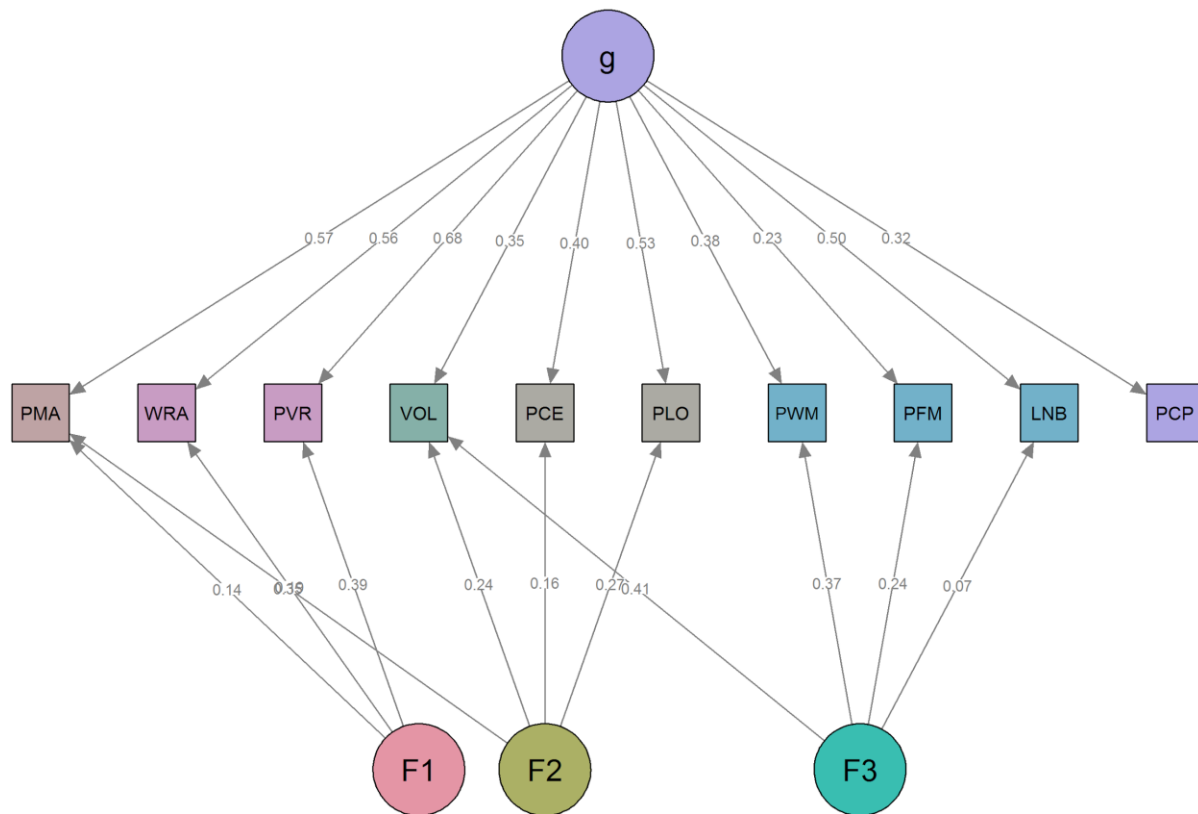 g
0.57 0.56 0.68 0.35 0.40 0.53 0.38 0.23 0.50 0.32
PMA WRA PVR VOL PCE PLO PWM PFM LNB PCP
0.14 0.39 0.24 0.16 0.27 0.41 0.37 0.24 0.07
F1 F2 F3